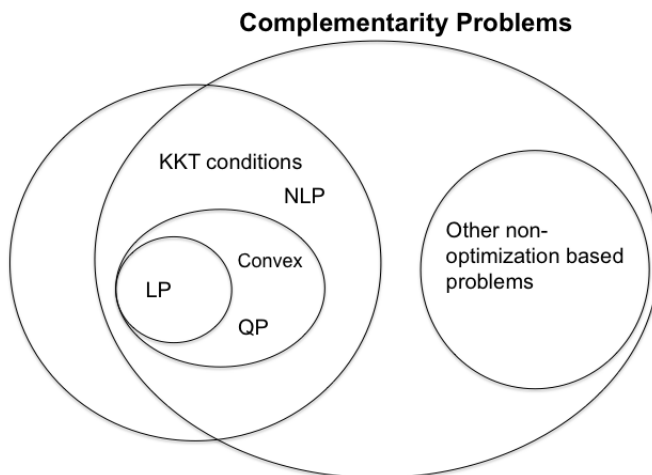 Complementarity Problems
KKT conditions
NLP
Convex
LP
QP
Other non-
optimization based
problems